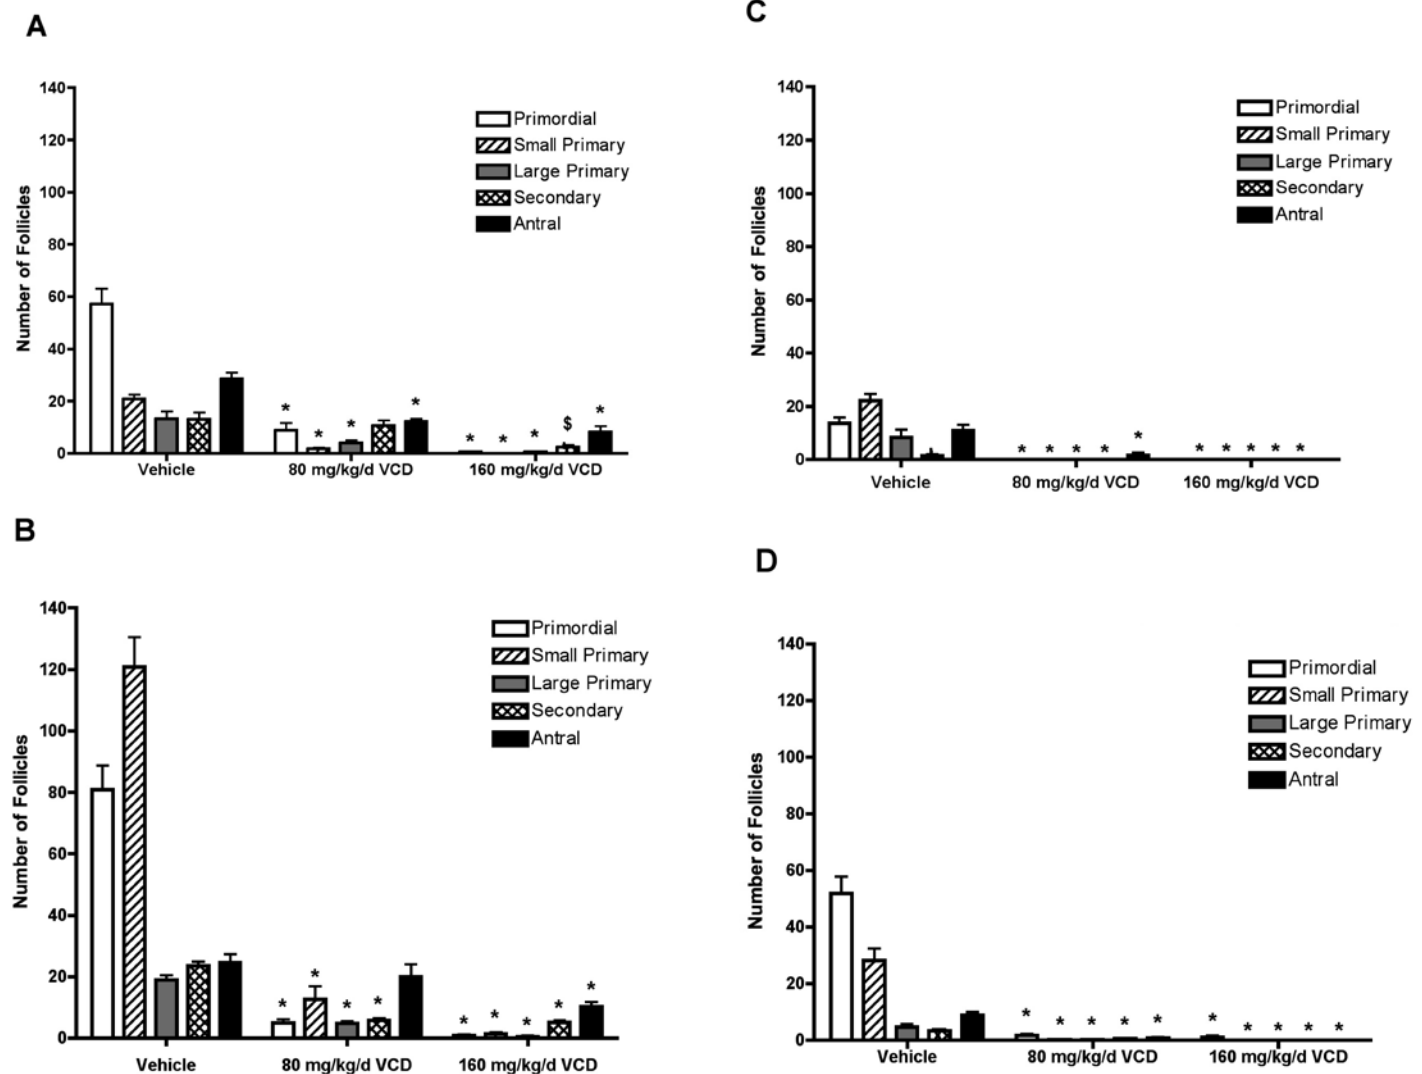 A
Number of Follicles
140
120
100
80
60
40
20
0
Primordial
Small Primary
Large Primary
Secondary
Antral
* * * *
* * * $ *
Vehicle 80 mg/kg/d VCD 160 mg/kg/d VCD
C
Number of Follicles
140
120
100
80
60
40
20
0
Primordial
Small Primary
Large Primary
Secondary
Antral
* * * * *
* * * * *
Vehicle 80 mg/kg/d VCD 160 mg/kg/d VCD
B
Number of Follicles
140
120
100
80
60
40
20
0
Primordial
Small Primary
Large Primary
Secondary
Antral
* * * *
* * * * *
Vehicle 80 mg/kg/d VCD 160 mg/kg/d VCD
D
Number of Follicles
140
120
100
80
60
40
20
0
Primordial
Small Primary
Large Primary
Secondary
Antral
* * * * *
* * * * *
Vehicle 80 mg/kg/d VCD 160 mg/kg/d VCD